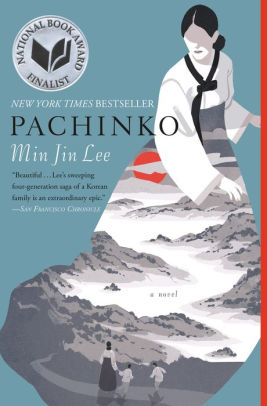 NATIONAL BOOK AWARD
FINALIST
NEW YORK TIMES BESTSELLER
PACHINKO
Min Jin Lee
"Beautiful . . . Lee's sweeping
four-generation saga of a Korean
family is an extraordinary epic."
—SAN FRANCISCO CHRONICLE
a novel